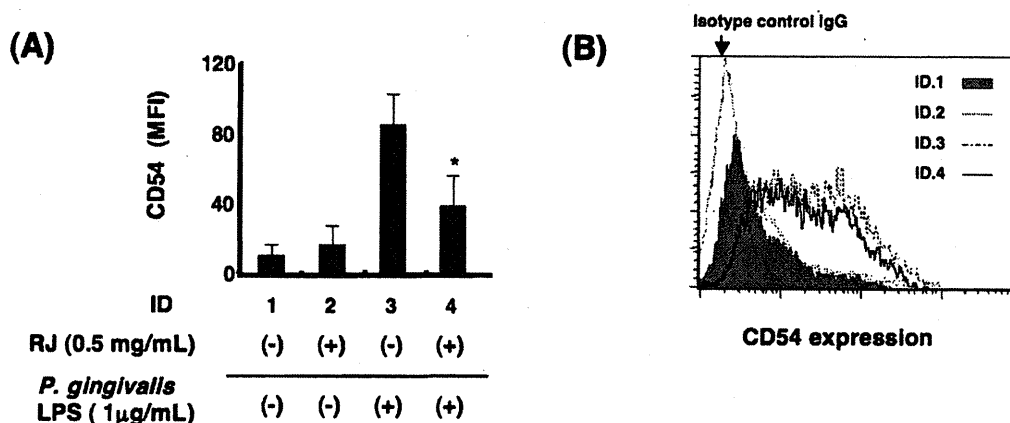 (A)
CD54 (MFI)
120
80
40
0
*
ID 1 2 3 4
RJ (0.5 mg/mL) (-) (+) (-) (+)
P. gingivalis
LPS ( 1µg/mL) (-) (-) (+) (+)
(B)
Isotype control IgG
ID.1
ID.2
ID.3
ID.4
CD54 expression